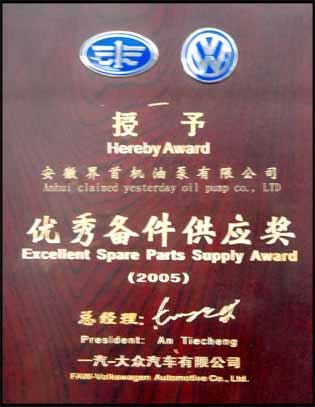 授予
Hereby Award
安徽界首机油泵有限公司
Anhui claimed yesterday oil pump co., LTD
优秀备件供应奖
Excellent Spare Parts Supply Award
(2005)
总经理:
President: An Tiecheng
一汽-大众汽车有限公司
FAW-Volkswagen Automotive Co., Ltd.